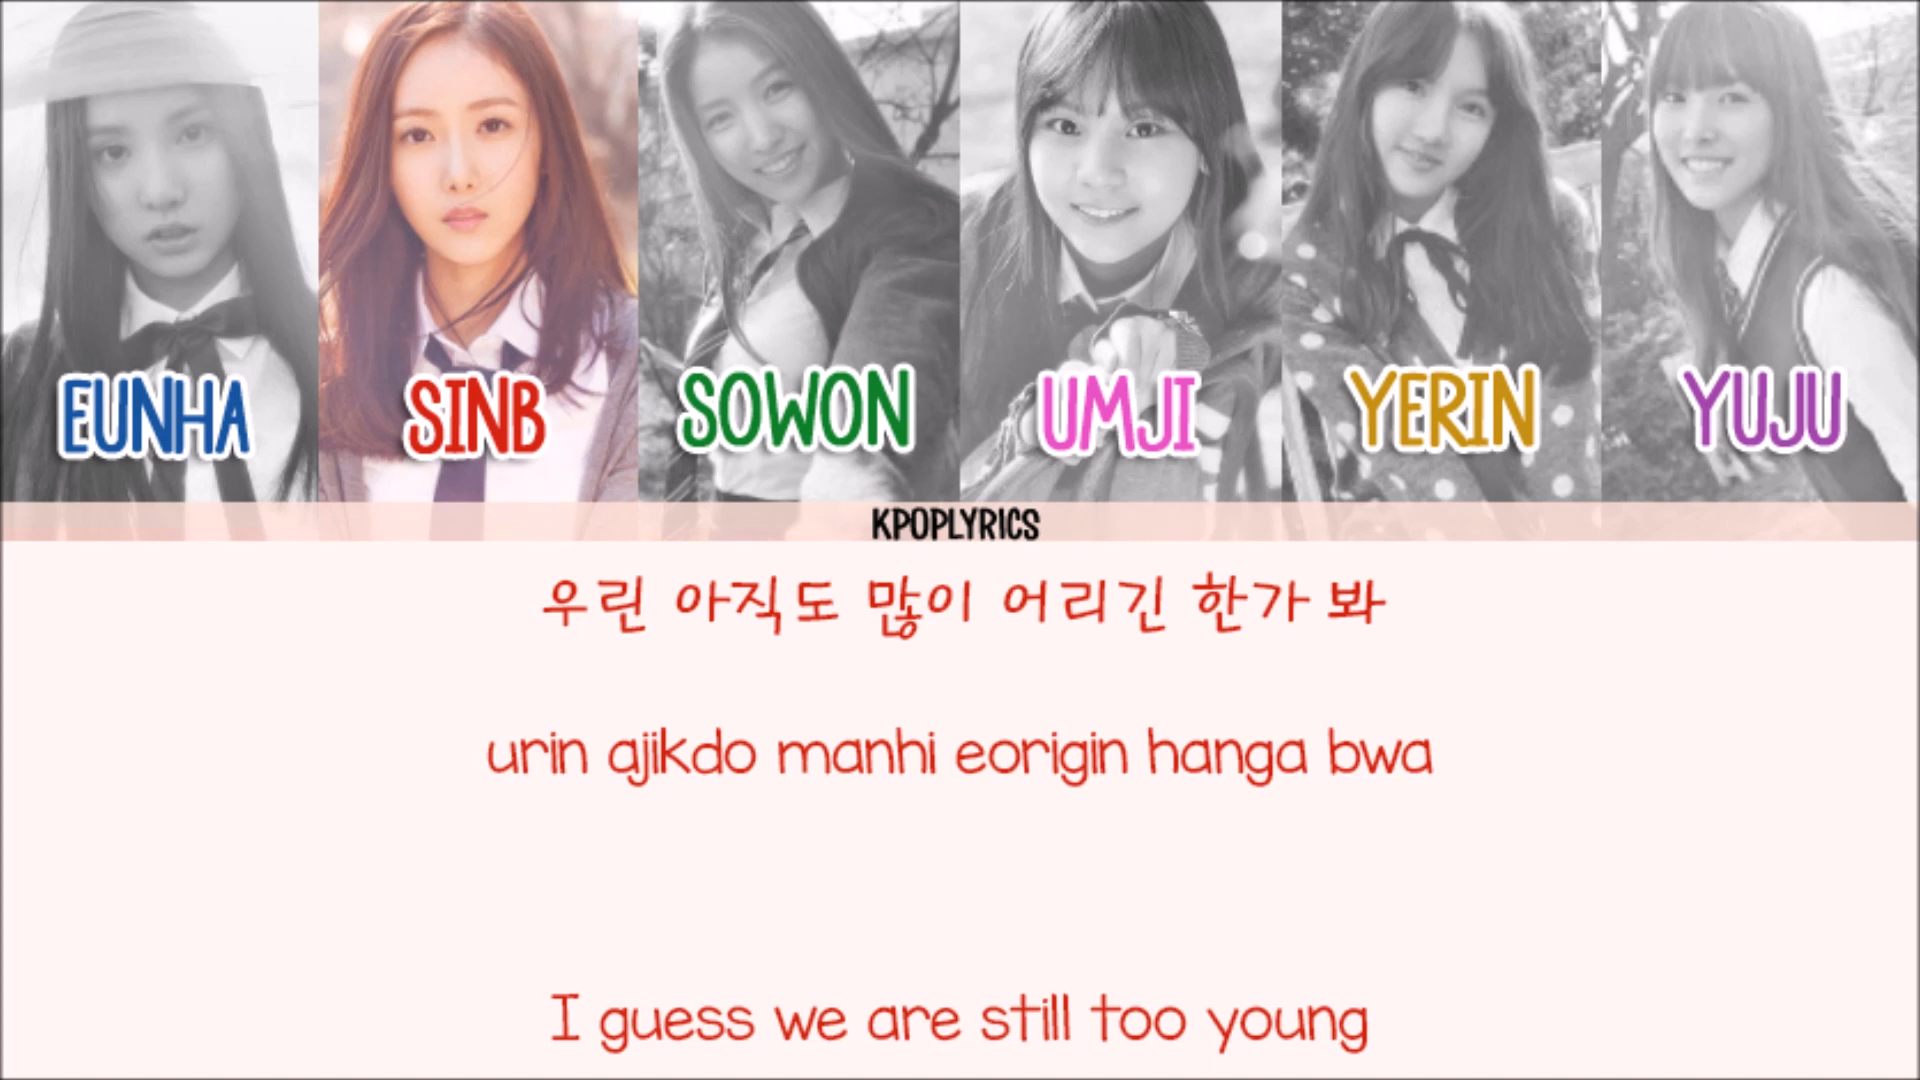 EUNHA SINB SOWON UMJI YERIN YUJU
KPOPLYRICS
우린 아직도 많이 어리긴 한가 봐
urin ajikdo manhi eorigin hanga bwa
I guess we are still too young